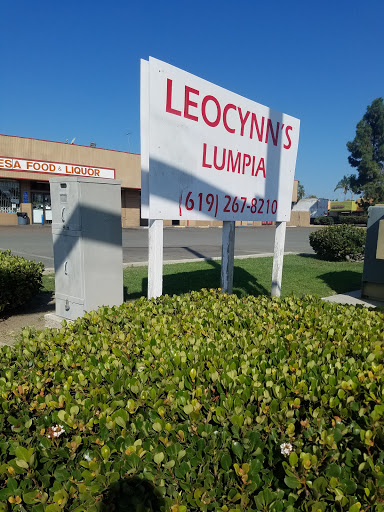 LEOCYNN'S
LUMPIA
(619) 267-8210
ESA FOOD & LIQUOR